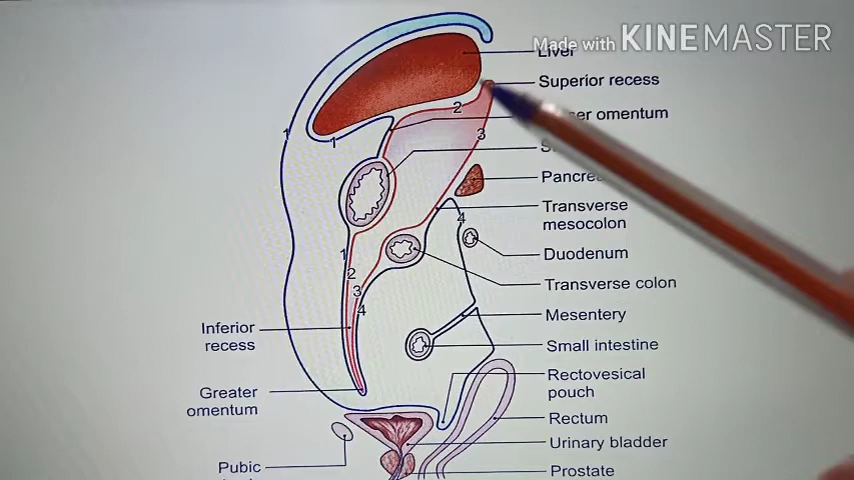 Made with KINEMASTER
Liver
Superior recess
omentum
Transverse
mesocolon
Duodenum
Transverse colon
Mesentery
Small intestine
Rectovesical
pouch
Rectum
Urinary bladder
Prostate
Inferior
recess
Greater
omentum
Pubic
1
1
2
3
4
1
2
3
4